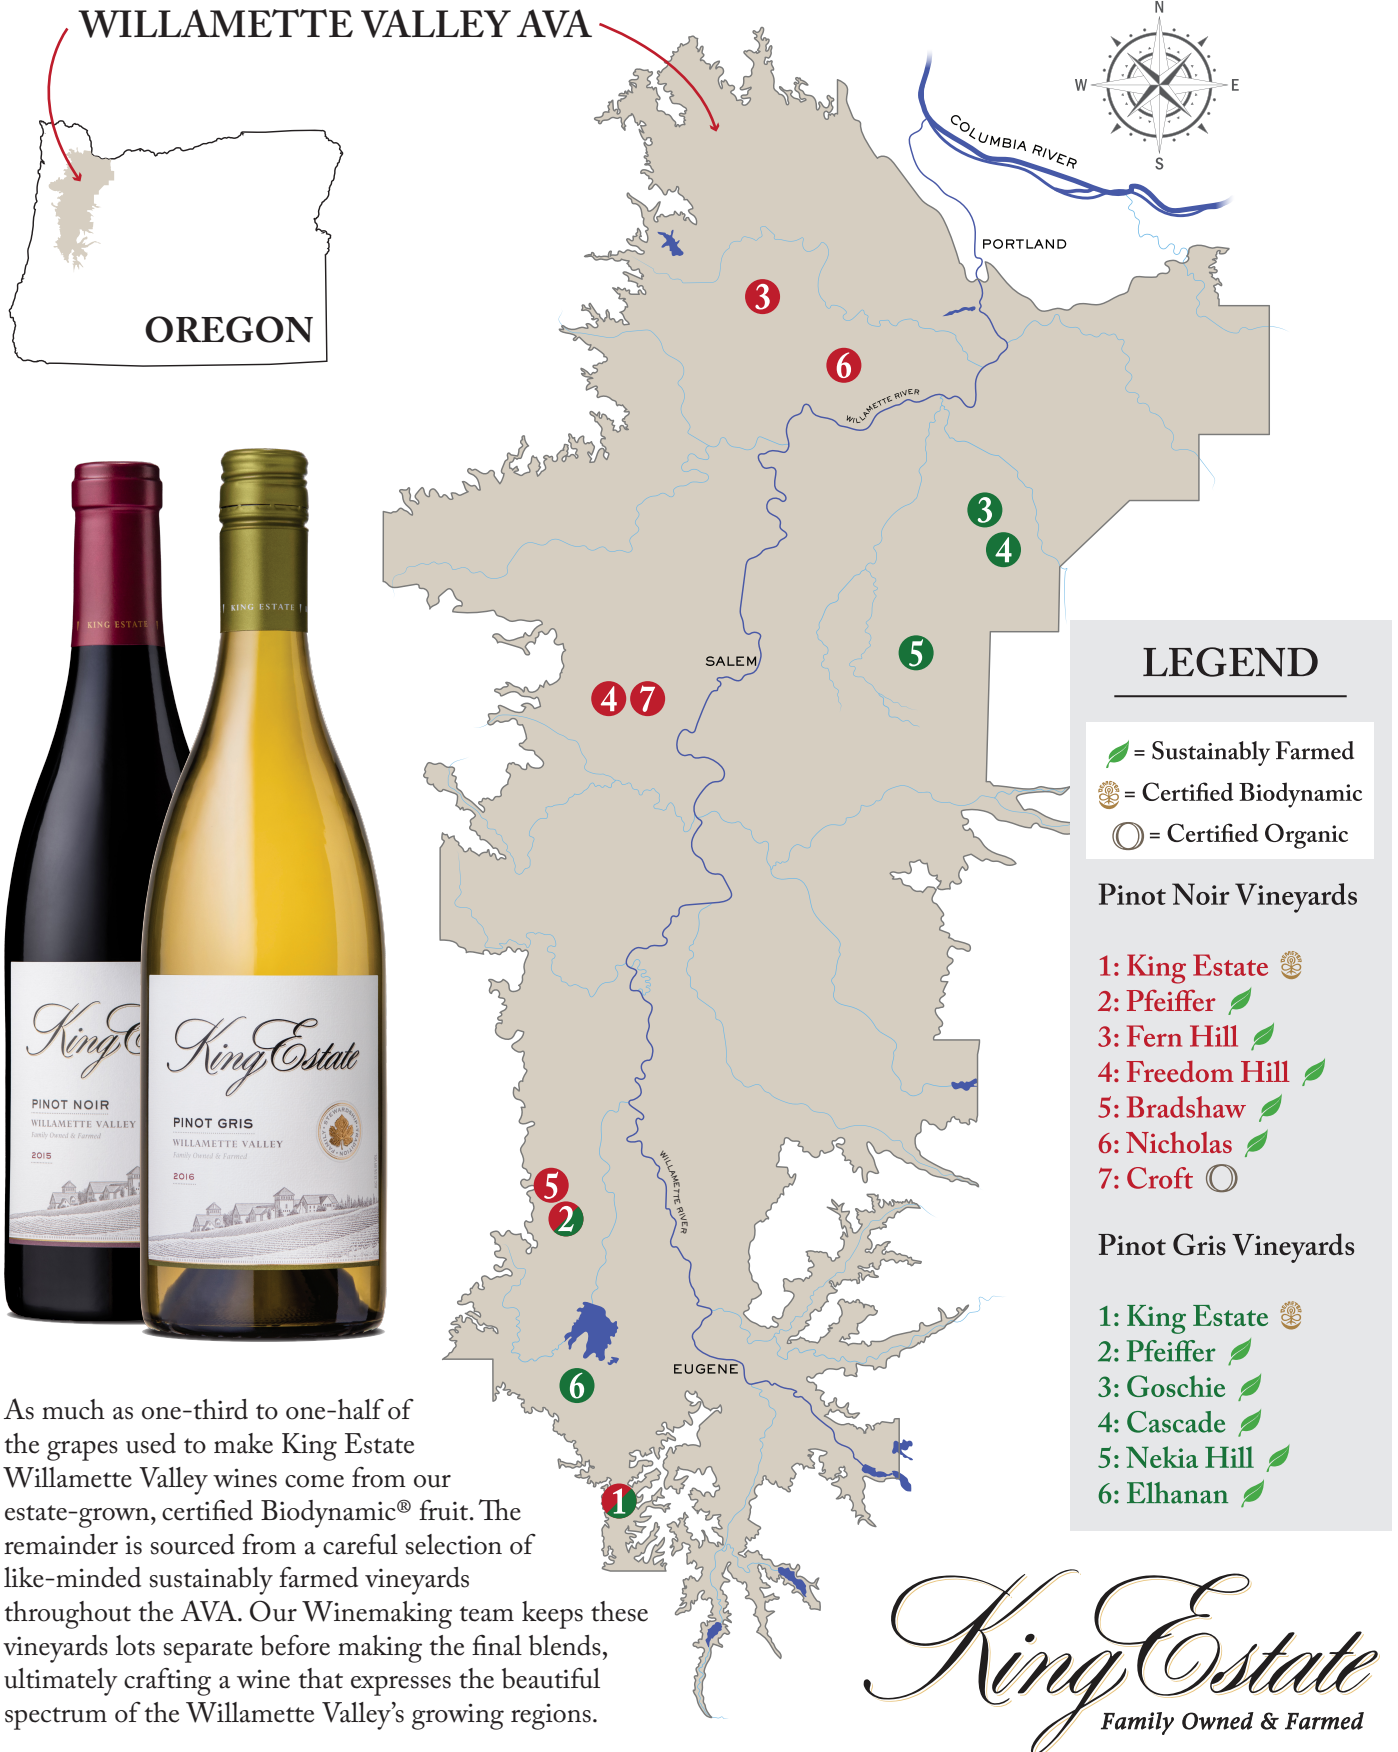 WILLAMETTE VALLEY AVA
N
W
E
S
COLUMBIA RIVER
PORTLAND
OREGON
3
6
WILLAMETTE RIVER
3
4
5
SALEM
4 7
KING ESTATE
KING ESTATE
King E
PINOT NOIR
WILLAMETTE VALLEY
Family Owned & Farmed
2015
King Estate
PINOT GRIS
WILLAMETTE VALLEY
Family Owned & Farmed
2016
5
2
WILLAMETTE RIVER
EUGENE
6
1
LEGEND
= Sustainably Farmed
= Certified Biodynamic
= Certified Organic
Pinot Noir Vineyards
1: King Estate
2: Pfeiffer
3: Fern Hill
4: Freedom Hill
5: Bradshaw
6: Nicholas
7: Croft
Pinot Gris Vineyards
1: King Estate
2: Pfeiffer
3: Goschie
4: Cascade
5: Nekia Hill
6: Elhanan
As much as one-third to one-half of
the grapes used to make King Estate
Willamette Valley wines come from our
estate-grown, certified Biodynamic® fruit. The
remainder is sourced from a careful selection of
like-minded sustainably farmed vineyards
throughout the AVA. Our Winemaking team keeps these
vineyards lots separate before making the final blends,
ultimately crafting a wine that expresses the beautiful
spectrum of the Willamette Valley's growing regions.
King Estate
Family Owned & Farmed